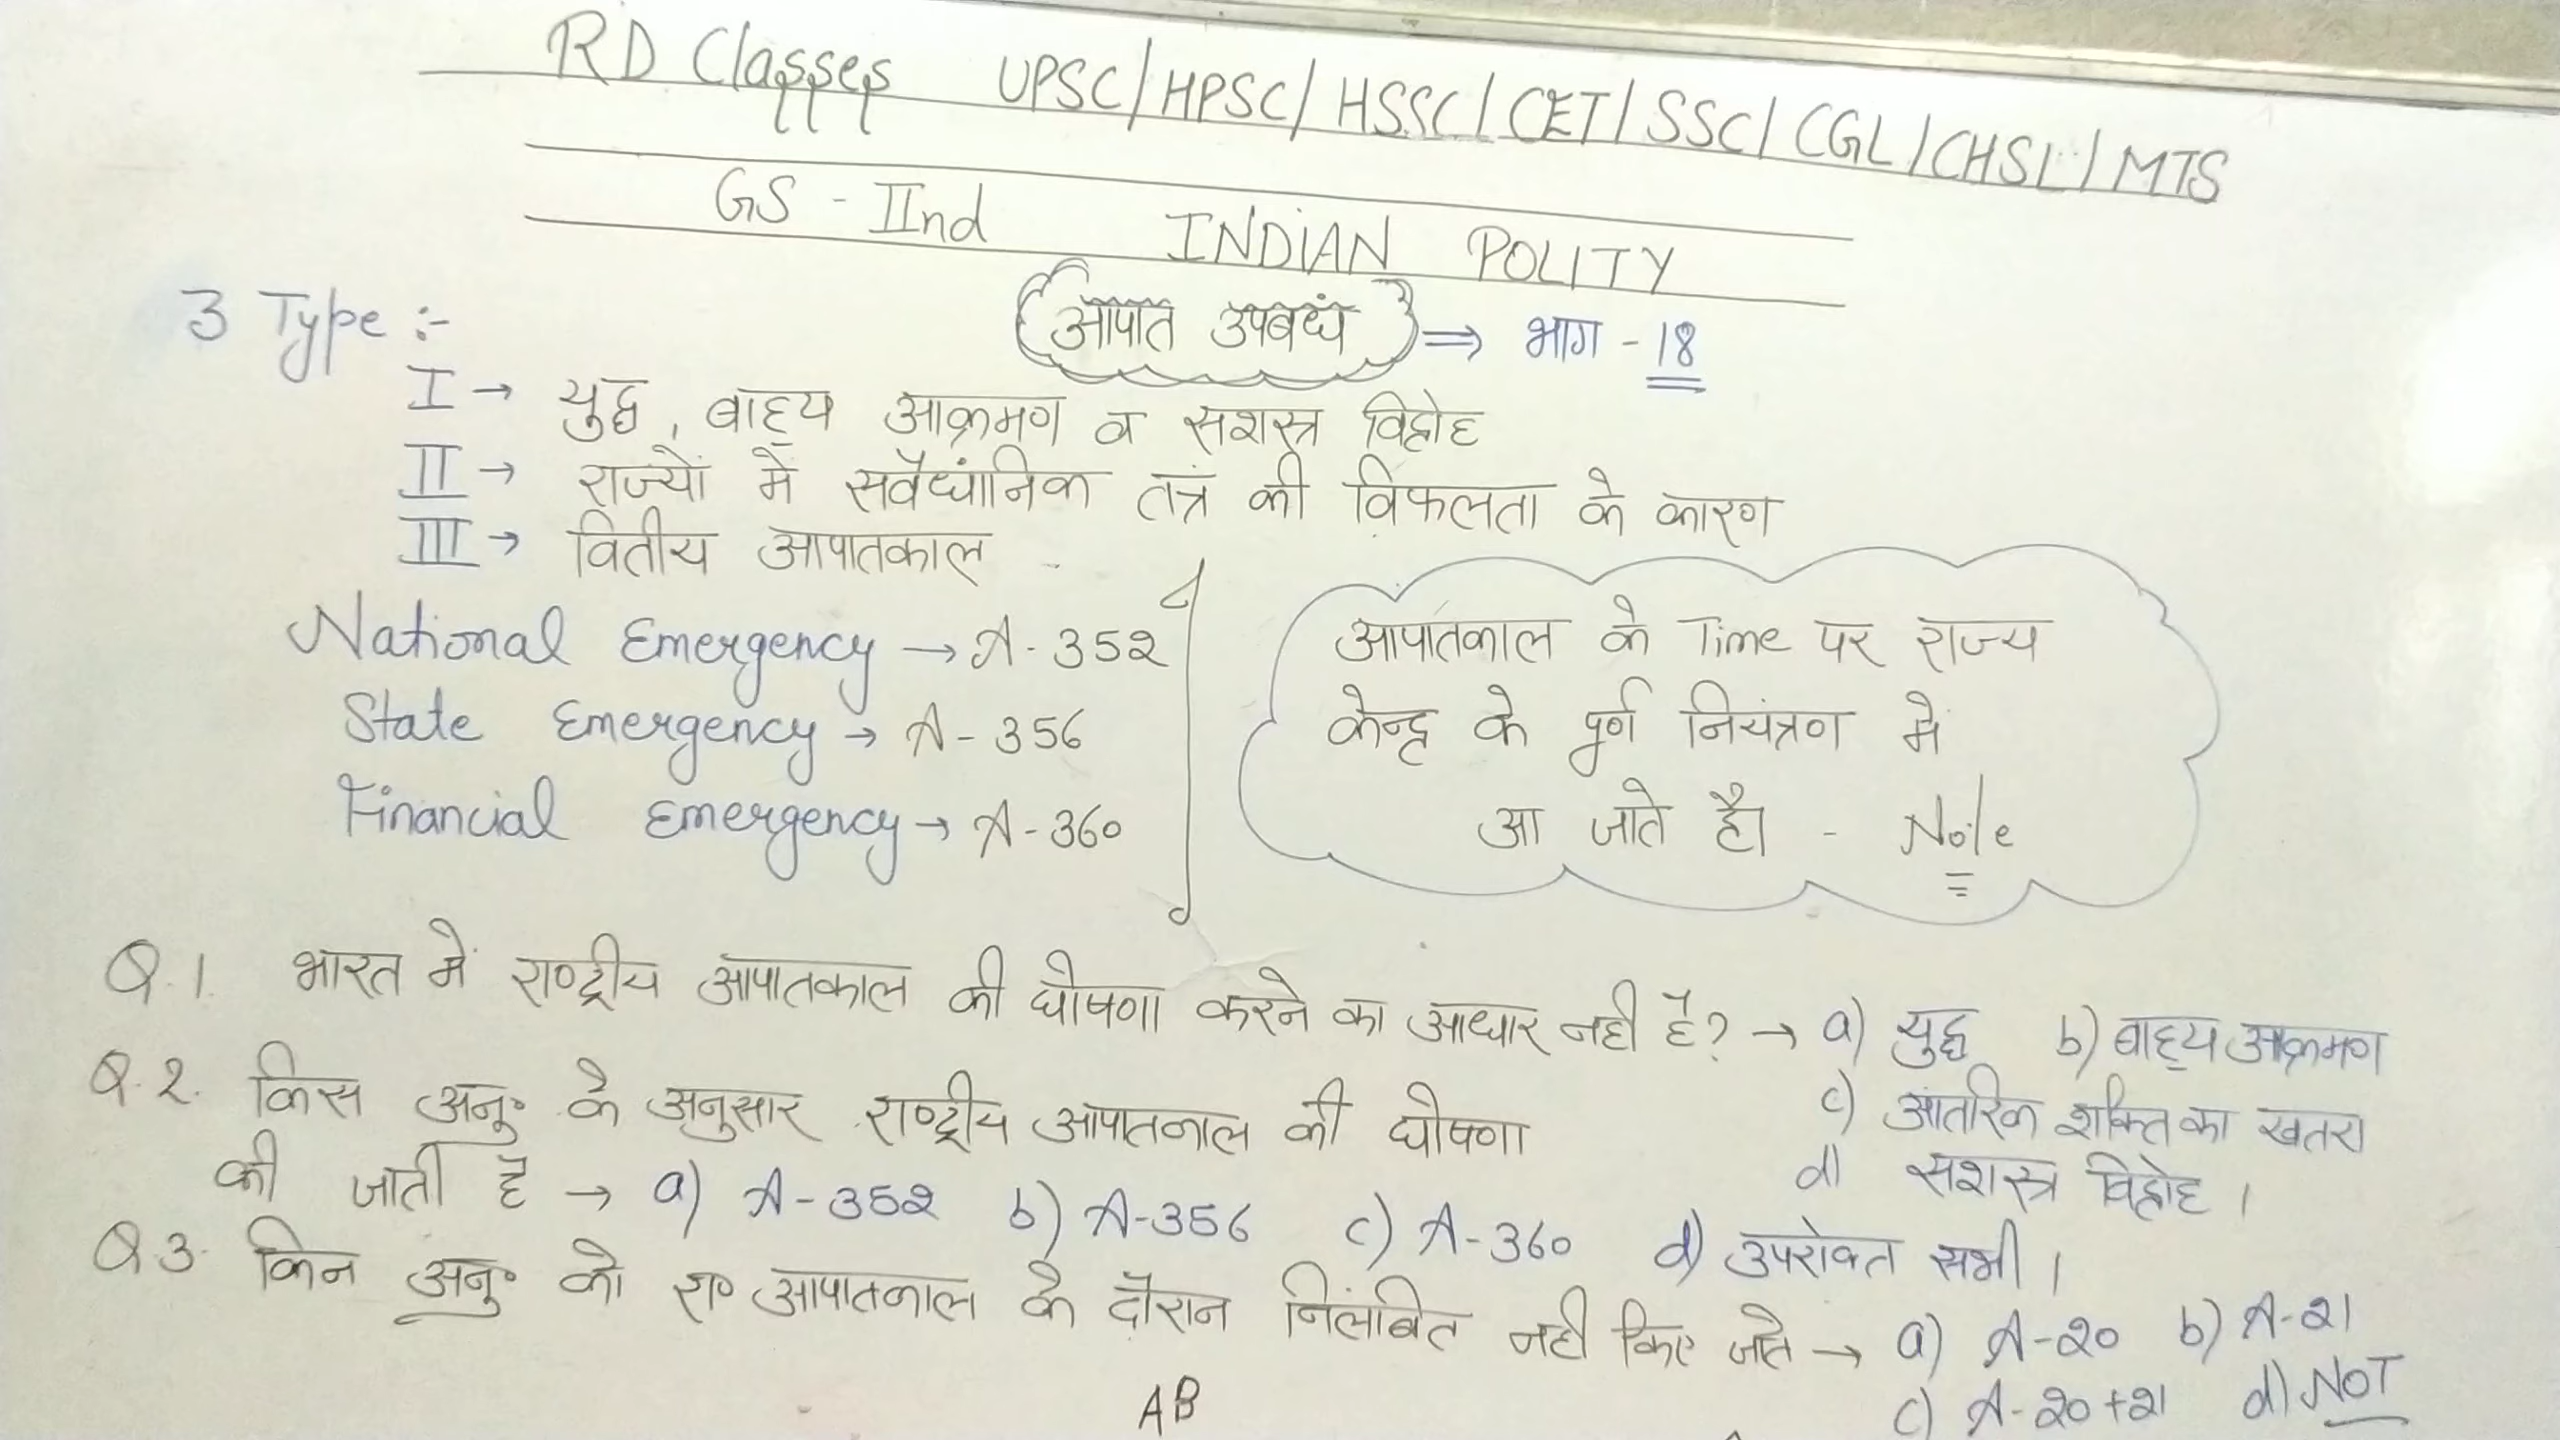 RD Classes UPSC/HPSC/HSSC/CET/SSC/CGL/CHSL/MTS
GS - IInd INDIAN POLITY
आपात उपबधं ⇒ भाग - 18
3 Type :-
I → युद्ध, बाह्य आक्रमण व सशस्त्र विद्रोह
II → राज्यों में सवैधांनिक तत्रं की विफलता के कारण
III → वितीय आपातकाल
National Emergency → A - 352
State Emergency → A - 356
Financial Emergency → A - 360
आपातकाल के Time पर राज्य
केन्द्र के पूर्ण नियंत्रण मे
आ जाते है। - Note
Q.1. भारत में राष्ट्रीय आपातकाल की घोषणा करने का आधार नही है? → a) युद्ध b) बाह्य आक्रमण
c) आंतरिक शक्ति का खतरा
d) सशस्त्र विद्रोह।
Q.2. किस अनु॰ के अनुसार राष्ट्रीय आपातकाल की घोषणा
की जाती है → a) A-352 b) A-356 c) A-360 d) उपरोक्त सभी।
Q.3. किन अनु॰ को रा॰ आपातकाल के दौरान निलंबित नही किए जाते → a) A-20 b) A-21
c) A-20+21 d) NOT
AB